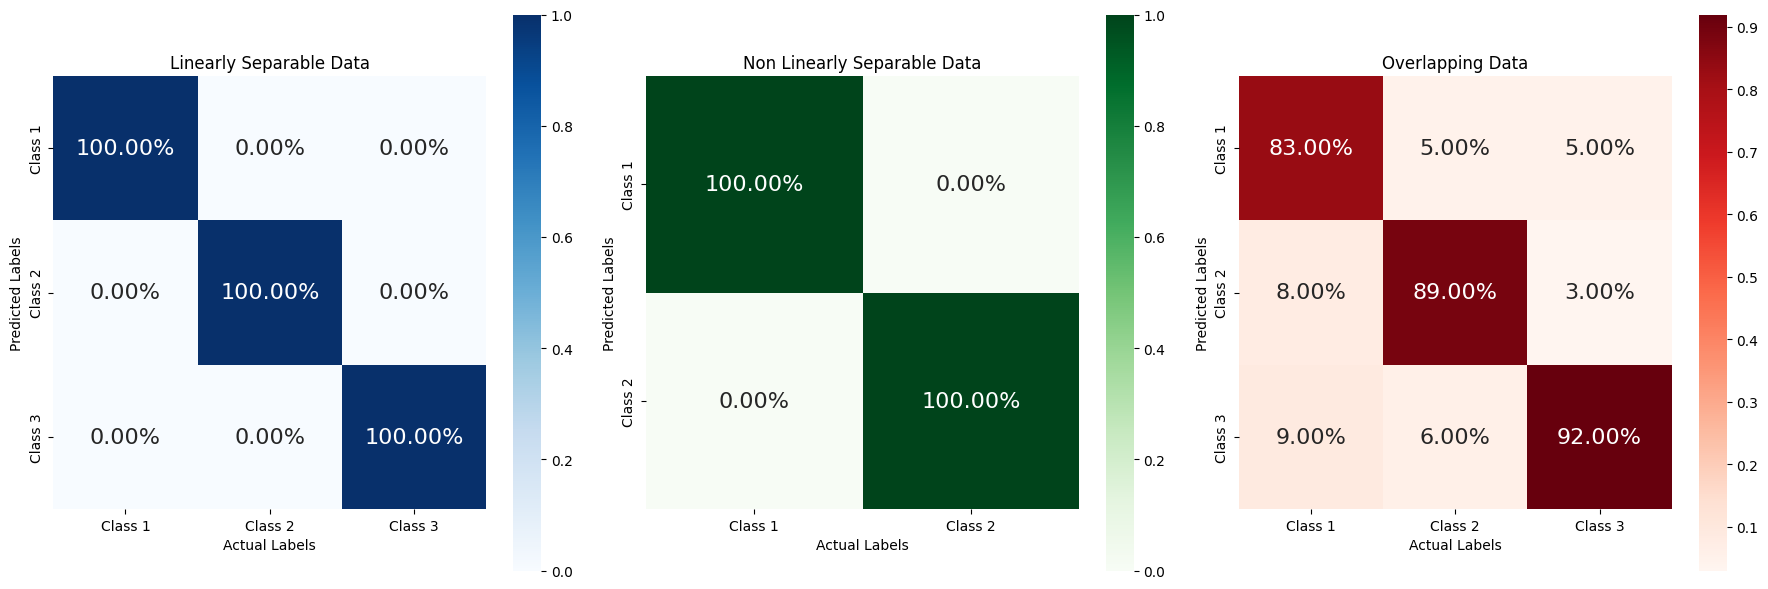 Linearly Separable Data
1.0
0.8
0.6
0.4
0.2
0.0
Predicted Labels
Class 1
Class 2
Class 3
100.00% 0.00% 0.00%
0.00% 100.00% 0.00%
0.00% 0.00% 100.00%
Class 1 Class 2 Class 3
Actual Labels
Non Linearly Separable Data
1.0
0.8
0.6
0.4
0.2
0.0
Predicted Labels
Class 1
Class 2
100.00% 0.00%
0.00% 100.00%
Class 1 Class 2
Actual Labels
Overlapping Data
0.9
0.8
0.7
0.6
0.5
0.4
0.3
0.2
0.1
Predicted Labels
Class 1
Class 2
Class 3
83.00% 5.00% 5.00%
8.00% 89.00% 3.00%
9.00% 6.00% 92.00%
Class 1 Class 2 Class 3
Actual Labels